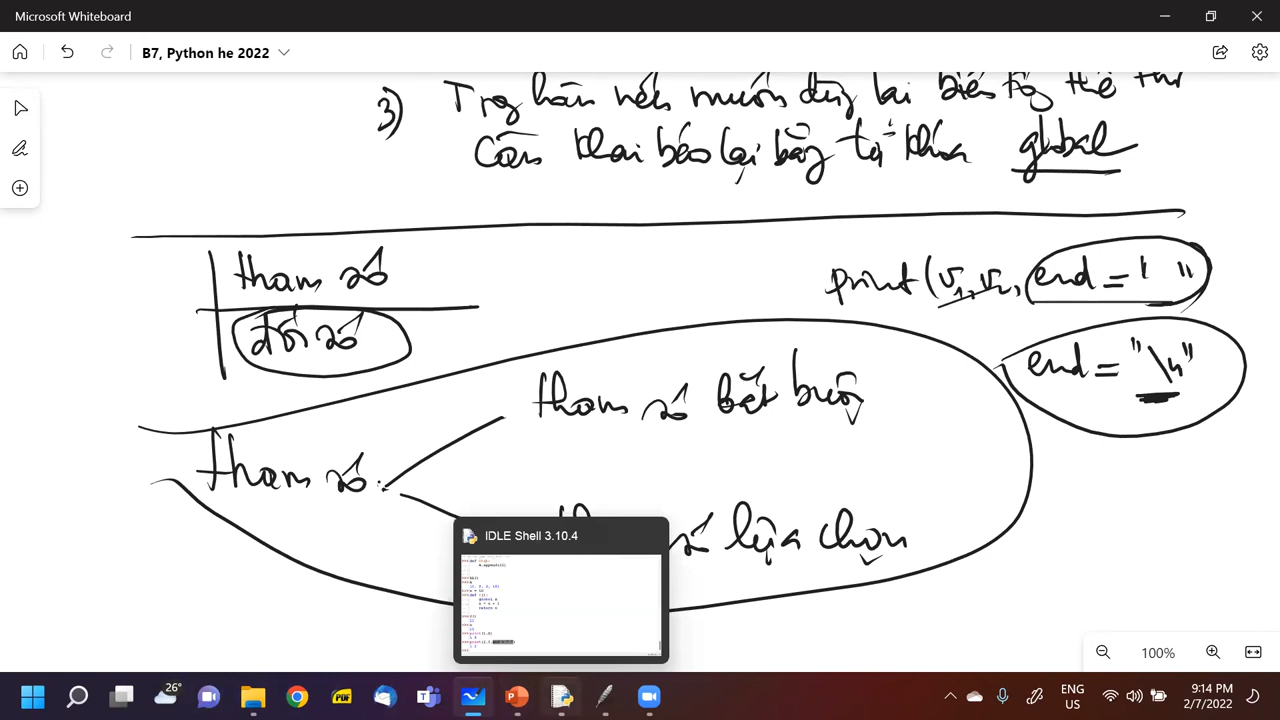 Microsoft Whiteboard
B7, Python he 2022
3) Trong hàm nếu muốn dùng lại biến tổng thể thì
cần khai báo lại bằng từ khóa global
tham số
đối số
print(v1, v2, end = ' "
end = "\n"
tham số bắt buộc
tham số
số lựa chọn
IDLE Shell 3.10.4
100%
26°
ENG
US
9:14 PM
2/7/2022